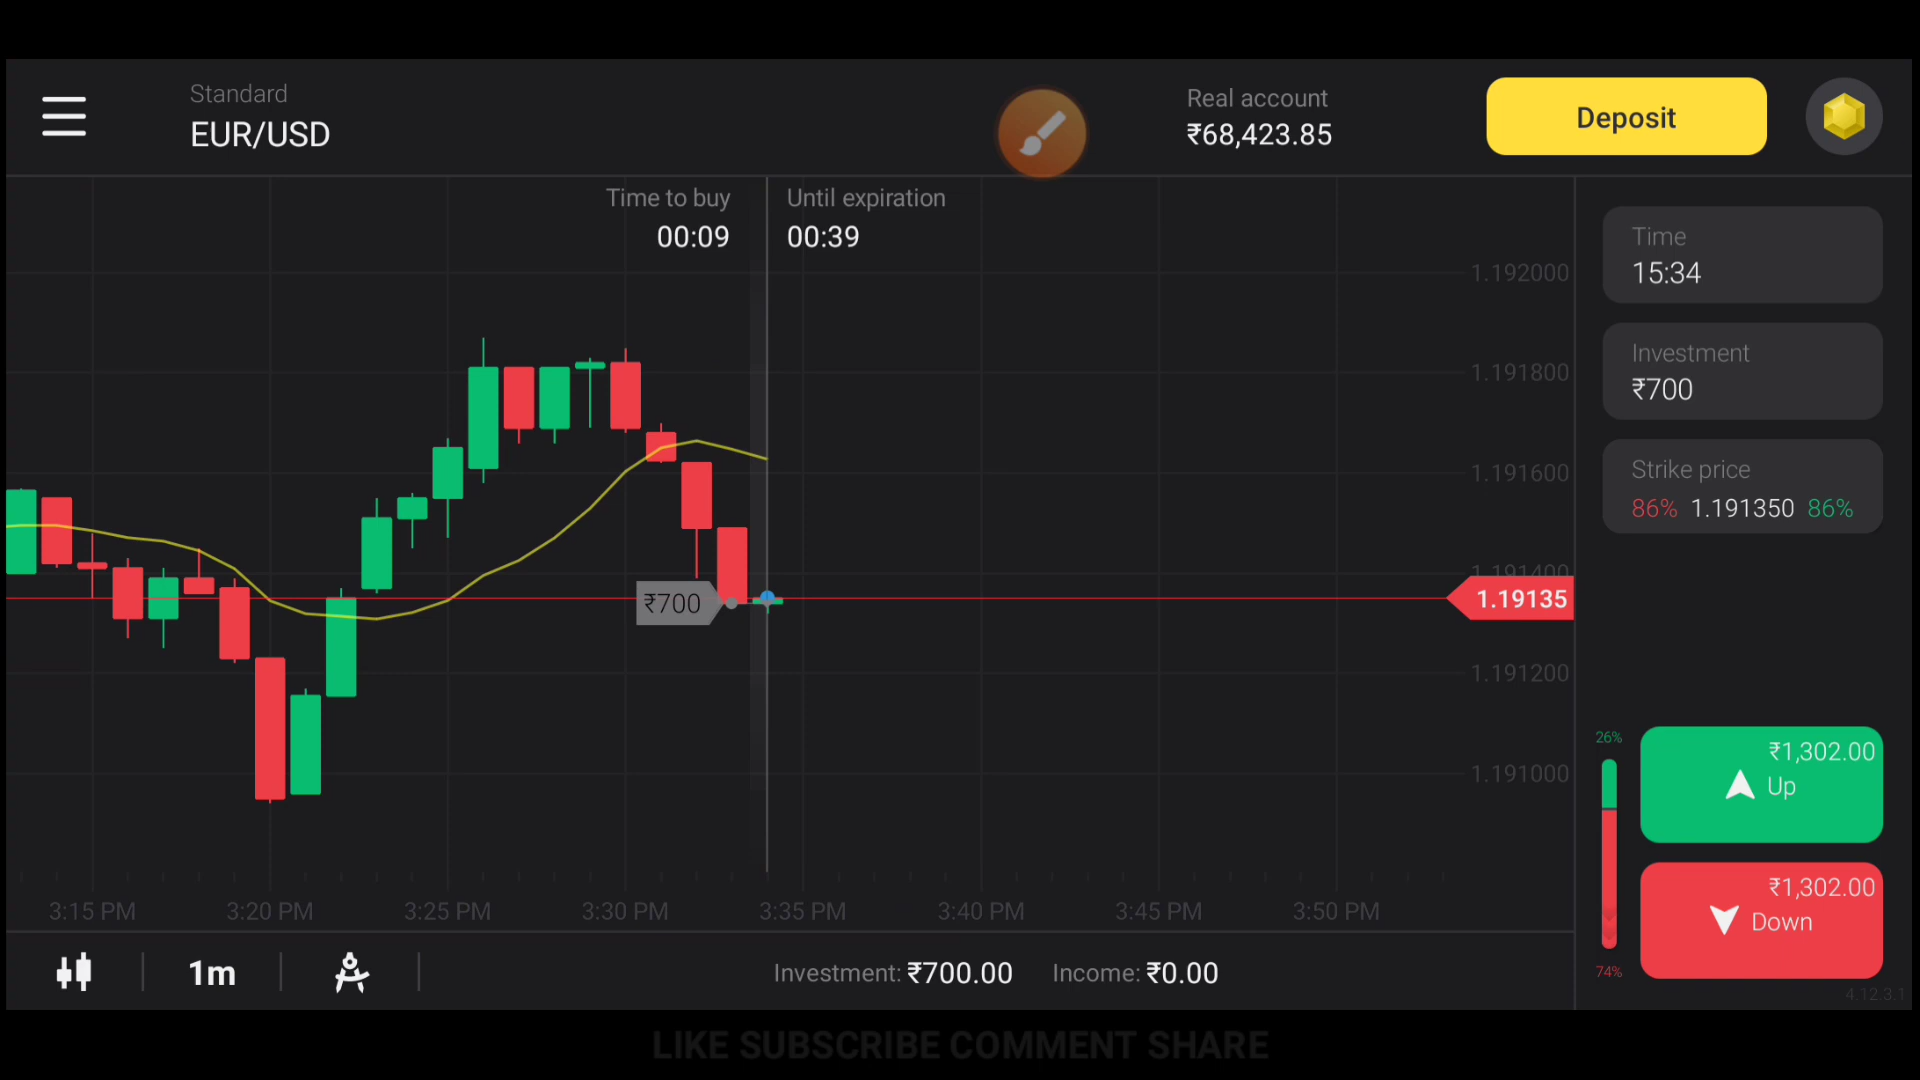 Standard
EUR/USD
Real account
₹68,423.85
Deposit
Time to buy
00:09
Until expiration
00:39
1.192000
1.191800
1.191600
1.191400
1.19135
1.191200
1.191000
₹700
Time
15:34
Investment
₹700
Strike price
86% 1.191350 86%
26%
₹1,302.00
Up
₹1,302.00
Down
74%
3:15 PM 3:20 PM 3:25 PM 3:30 PM 3:35 PM 3:40 PM 3:45 PM 3:50 PM
1m
Investment: ₹700.00 Income: ₹0.00
4.12.3.1
LIKE SUBSCRIBE COMMENT SHARE